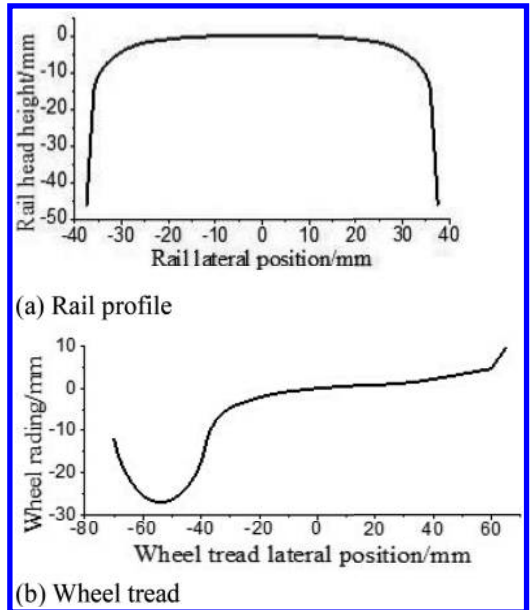 0
-10
-20
-30
-40
-50
Rail head height/mm
-40 -30 -20 -10 0 10 20 30 40
Rail lateral position/mm
(a) Rail profile
10
0
-10
-20
-30
Wheel rading/mm
-80 -60 -40 -20 0 20 40 60
Wheel tread lateral position/mm
(b) Wheel tread